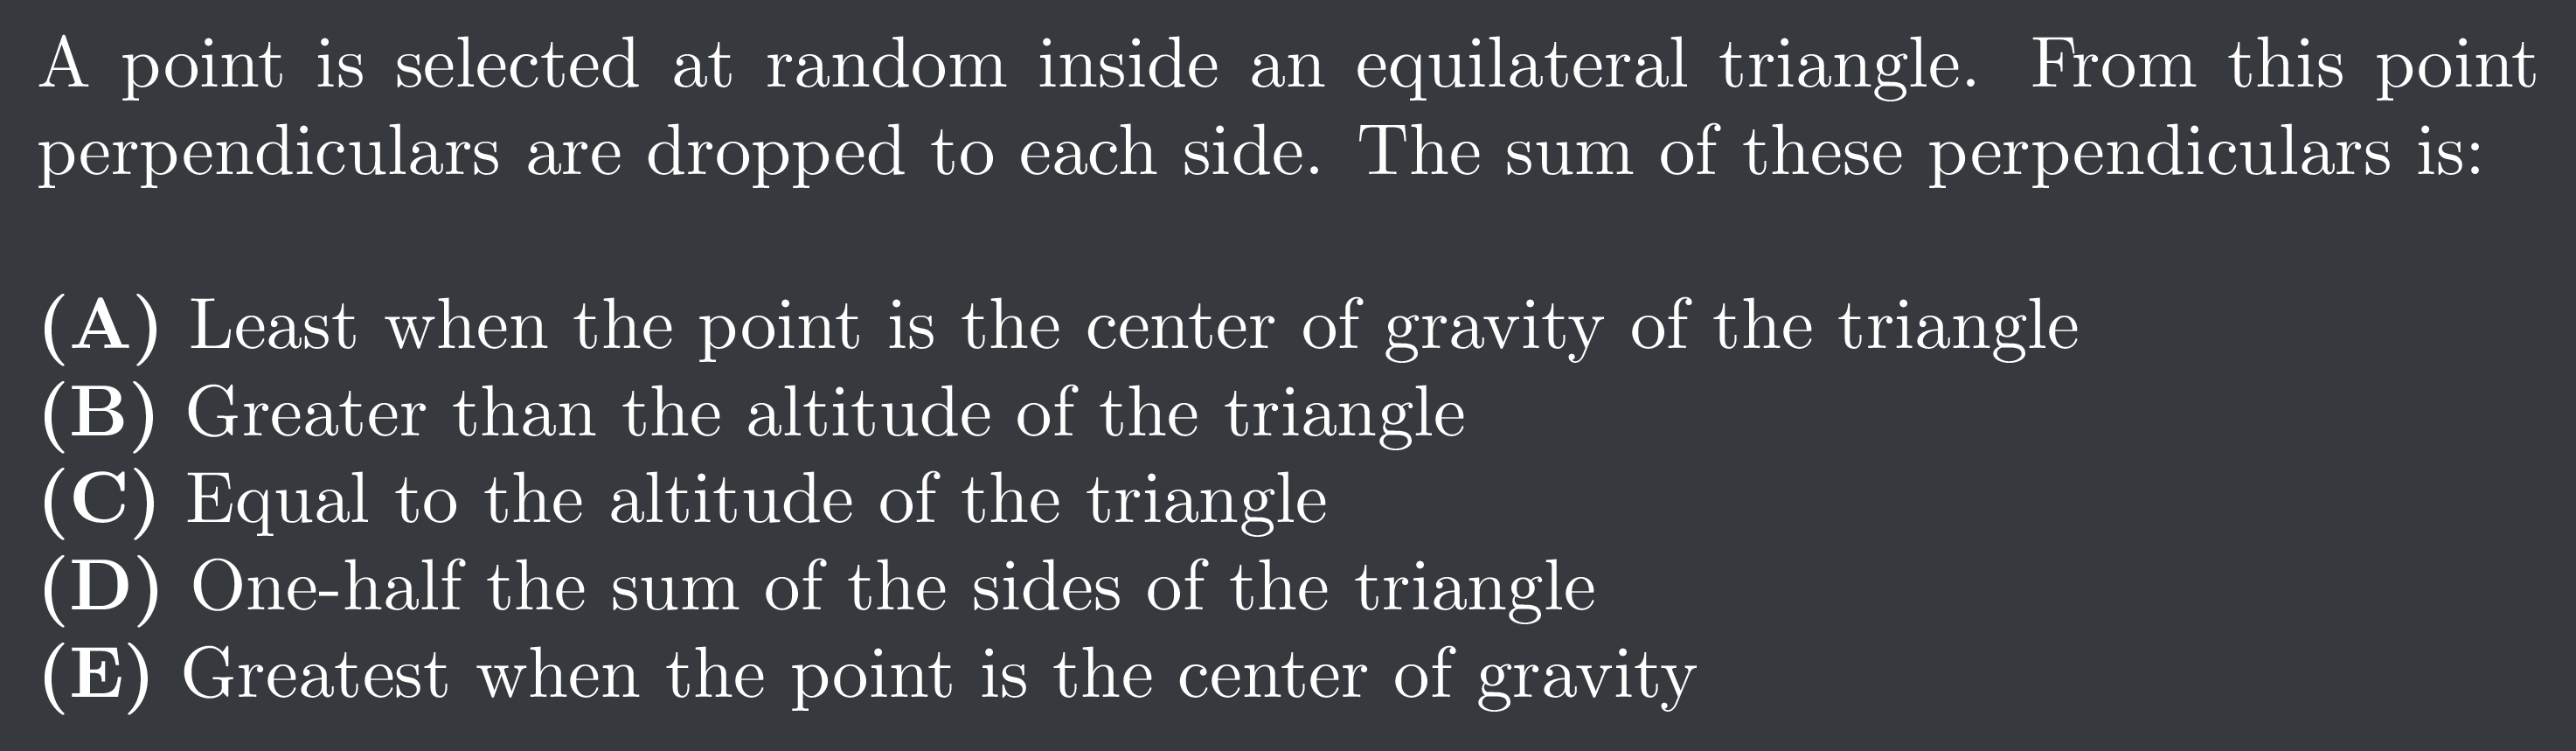 A point is selected at random inside an equilateral triangle. From this point
perpendiculars are dropped to each side. The sum of these perpendiculars is:
(A) Least when the point is the center of gravity of the triangle
(B) Greater than the altitude of the triangle
(C) Equal to the altitude of the triangle
(D) One-half the sum of the sides of the triangle
(E) Greatest when the point is the center of gravity